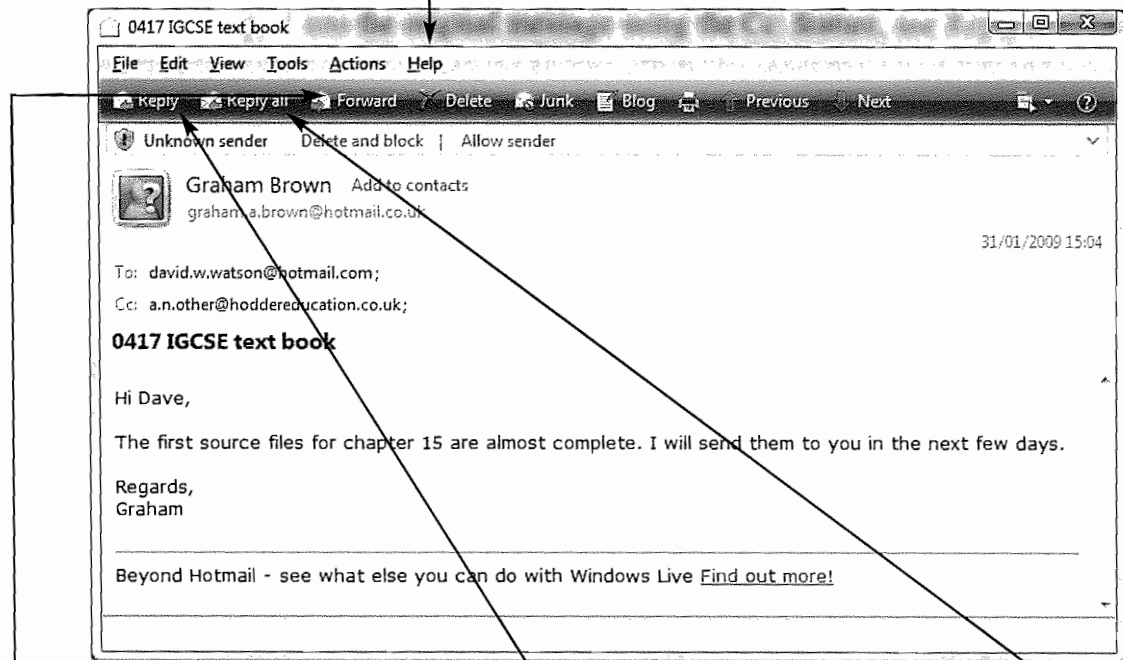 0417 IGCSE text book
File Edit View Tools Actions Help
Reply Reply all Forward Delete Junk Blog Previous Next
Unknown sender Delete and block | Allow sender
Graham Brown Add to contacts
graham.a.brown@hotmail.co.uk
31/01/2009 15:04
To: david.w.watson@hotmail.com;
Cc: a.n.other@hoddereducation.co.uk;
0417 IGCSE text book
Hi Dave,
The first source files for chapter 15 are almost complete. I will send them to you in the next few days.
Regards,
Graham
Beyond Hotmail - see what else you can do with Windows Live Find out more!